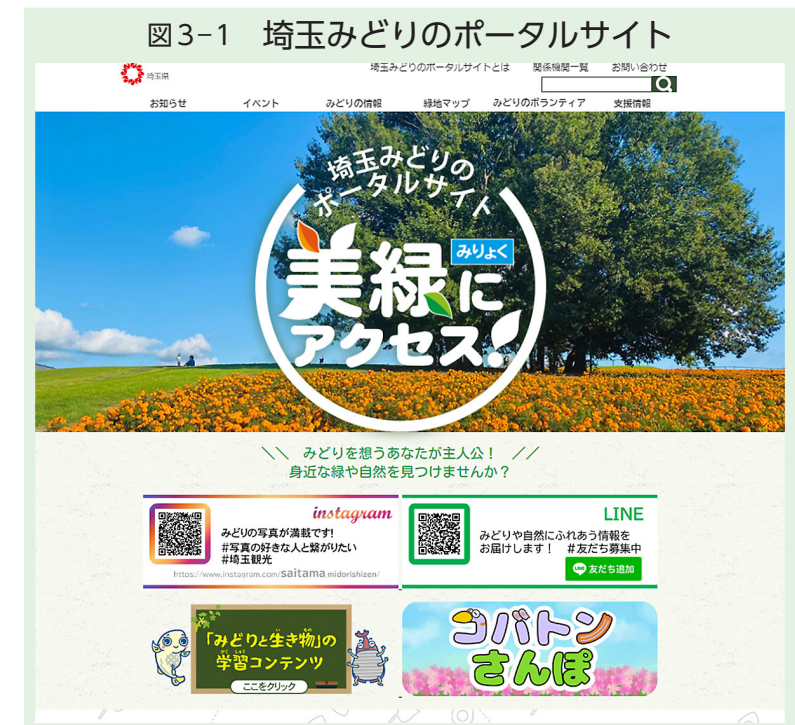 図3-1 埼玉みどりのポータルサイト
埼玉県
埼玉みどりのポータルサイトとは 関係機関一覧 お問い合わせ
お知らせ イベント みどりの情報 緑地マップ みどりのボランティア 支援情報
埼玉みどりの
ポータルサイト
美緑に
みりょく
アクセス!
\\ みどりを想うあなたが主人公! //
身近な緑や自然を見つけませんか?
instagram
みどりの写真が満載です!
#写真の好きな人と繋がりたい
#埼玉観光
https://www.instagram.com/saitama midorishizen/
LINE
みどりや自然にふれあう情報を
お届けします! #友だち募集中
LINE 友だち追加
「みどりと生き物」の
がくしゅう
学習コンテンツ
ここをクリック
コバトン
さんぽ